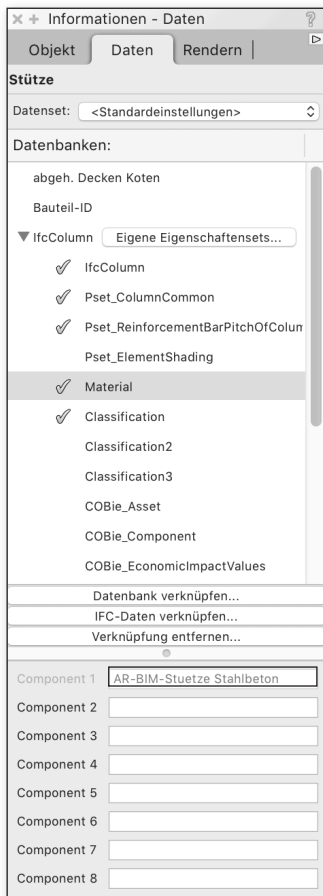 Informationen - Daten
Objekt Daten Rendern
Stütze
Datenset: <Standardeinstellungen>
Datenbanken:
abgeh. Decken Koten
Bauteil-ID
IfcColumn Eigene Eigenschaftensets...
IfcColumn
Pset_ColumnCommon
Pset_ReinforcementBarPitchOfColum
Pset_ElementShading
Material
Classification
Classification2
Classification3
COBie_Asset
COBie_Component
COBie_EconomicImpactValues
Datenbank verknüpfen...
IFC-Daten verknüpfen...
Verknüpfung entfernen...
Component 1 AR-BIM-Stuetze Stahlbeton
Component 2
Component 3
Component 4
Component 5
Component 6
Component 7
Component 8